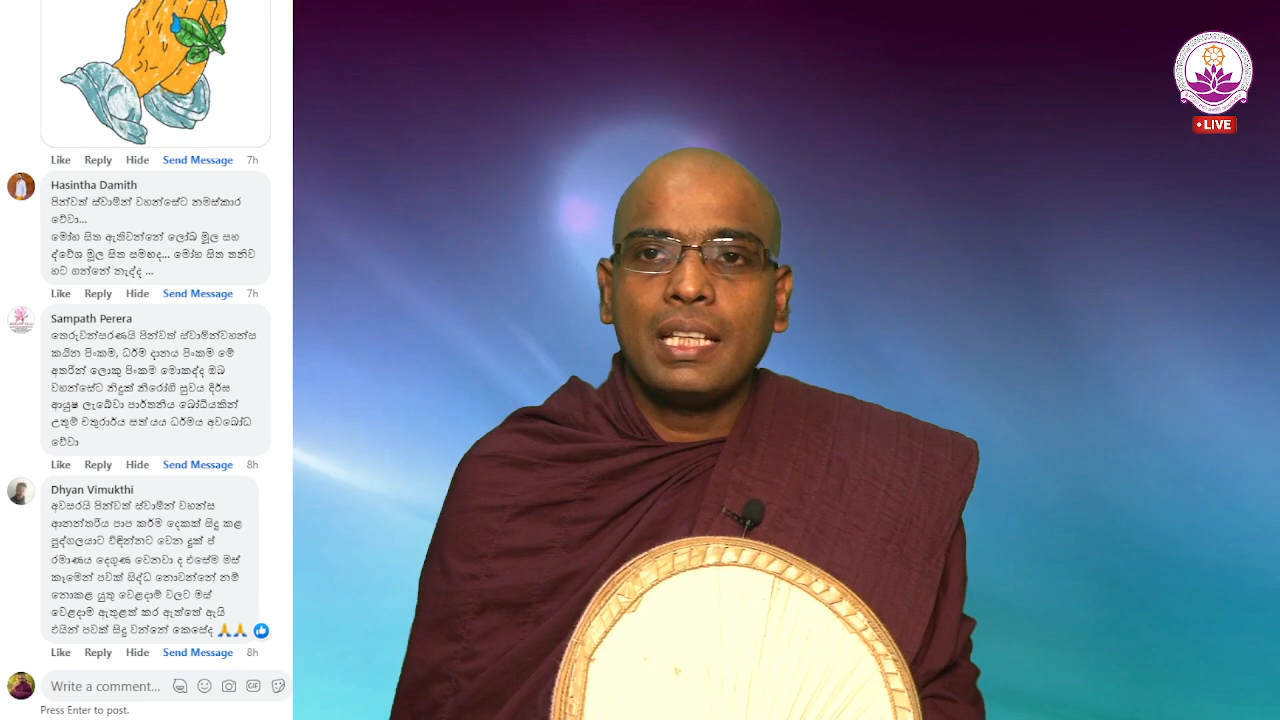 LIVE
Like Reply Hide Send Message 7h
Hasintha Damith
පින්වත් ස්වාමින් වහන්සේට නමස්කාර
වේවා...
මෝහ සිත ඇතිවන්නේ ලෝබ මූල සහ
ද්වේශ මූල සිත සමඟද... මෝහ සිත තනිව
හට ගන්නේ නැද්ද ...
Like Reply Hide Send Message 7h
Sampath Perera
තෙරුවන්සරණයි පින්වත් ස්වාමින්වහන්ස
කඨින පිංකම, ධර්ම දානය පිංකම මේ
අතරින් ලොකු පිංකම මොකද්ද ඔබ
වහන්සේට නිදුක් නිරෝගී සුවය දීර්ඝ
ආයුෂ ලැබේවා පාර්තනිය බෝධියකින්
උතුම් චතුරාර්ය සත් යය ධර්මය අවබෝධ
වේවා
Like Reply Hide Send Message 8h
Dhyan Vimukthi
අවසරයි පින්වත් ස්වාමීන් වහන්ස
ආනන්තරීය පාප කර්ම දෙකක් සිදු කළ
පුද්ගලයාට විඳින්නට වෙන දුක් ප්
රමාණය දෙගුණ වෙනවා ද එසේම මස්
කෑමෙන් පවක් සිද්ධ නොවන්නේ නම්
නොකළ යුතු වෙළදාම් වලට මස්
වෙළදාම ඇතුළත් කර ඇත්තේ ඇයි
එයින් පවක් සිදු වන්නේ කෙසේද 🙏🙏
Like Reply Hide Send Message 8h
Write a comment...
GIF
Press Enter to post.